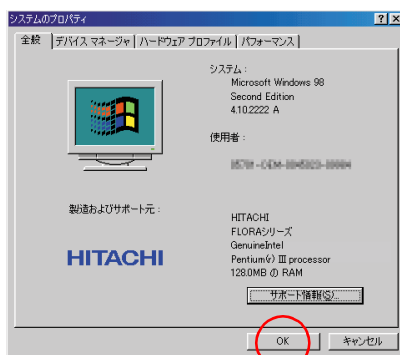 システムのプロパティ
全般 デバイス マネージャ ハードウェア プロファイル パフォーマンス
システム：
Microsoft Windows 98
Second Edition
4.10.2222 A
使用者：
製造およびサポート元：
HITACHI
HITACHI
FLORAシリーズ
GenuineIntel
Pentium(r) III processor
128.0MB の RAM
サポート情報(S)...
OK キャンセル